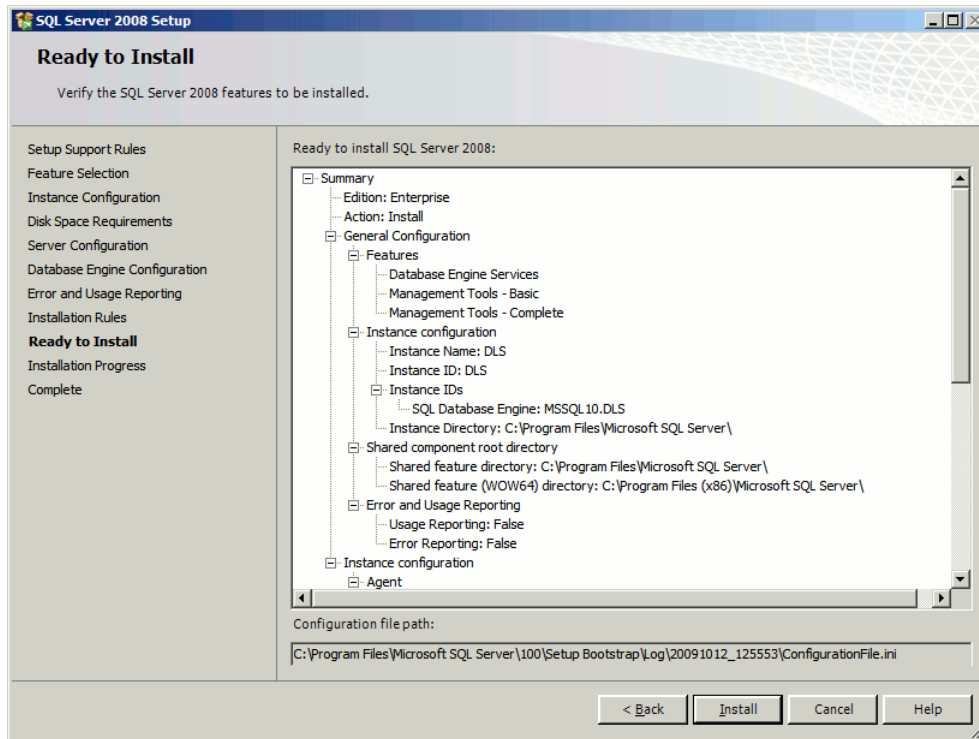 SQL Server 2008 Setup
Ready to Install
Verify the SQL Server 2008 features to be installed.
Setup Support Rules
Feature Selection
Instance Configuration
Disk Space Requirements
Server Configuration
Database Engine Configuration
Error and Usage Reporting
Installation Rules
Ready to Install
Installation Progress
Complete
Ready to install SQL Server 2008:
Summary
Edition: Enterprise
Action: Install
General Configuration
Features
Database Engine Services
Management Tools - Basic
Management Tools - Complete
Instance configuration
Instance Name: DLS
Instance ID: DLS
Instance IDs
SQL Database Engine: MSSQL10.DLS
Instance Directory: C:\Program Files\Microsoft SQL Server\
Shared component root directory
Shared feature directory: C:\Program Files\Microsoft SQL Server\
Shared feature (WOW64) directory: C:\Program Files (x86)\Microsoft SQL Server\
Error and Usage Reporting
Usage Reporting: False
Error Reporting: False
Instance configuration
Agent
Configuration file path:
C:\Program Files\Microsoft SQL Server\100\Setup Bootstrap\Log\20091012_125553\ConfigurationFile.ini
< Back Install Cancel Help